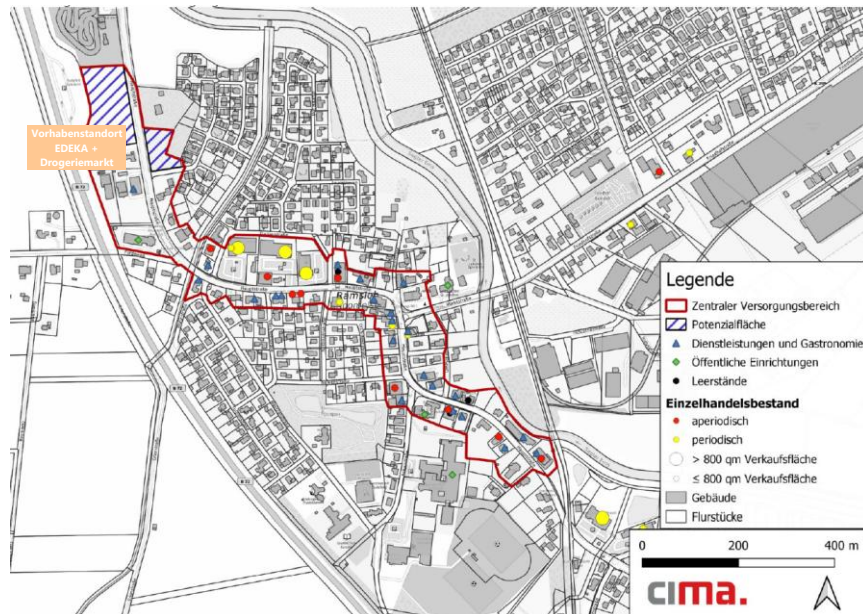 Vorhabenstandort
EDEKA +
Drogeriemarkt
Legende
Zentraler Versorgungsbereich
Potenzialfläche
Dienstleistungen und Gastronomie
Öffentliche Einrichtungen
Leerstände
Einzelhandelsbestand
aperiodisch
periodisch
> 800 qm Verkaufsfläche
≤ 800 qm Verkaufsfläche
Gebäude
Flurstücke
0 200 400 m
cima.